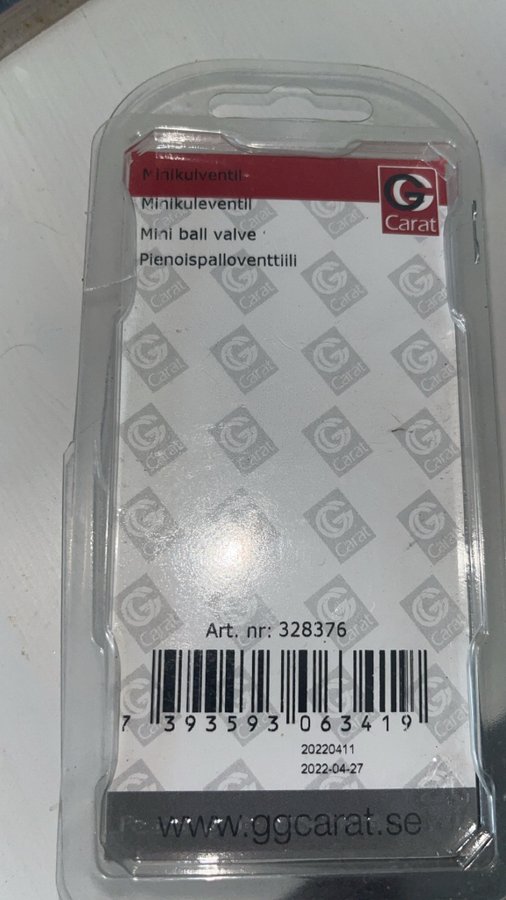 Minikulventil
G
Carat
Minikuleventil
Mini ball valve
Pienoispalloventtiili
Art. nr: 328376
7 393593 063419
20220411
2022-04-27
www.ggcarat.se